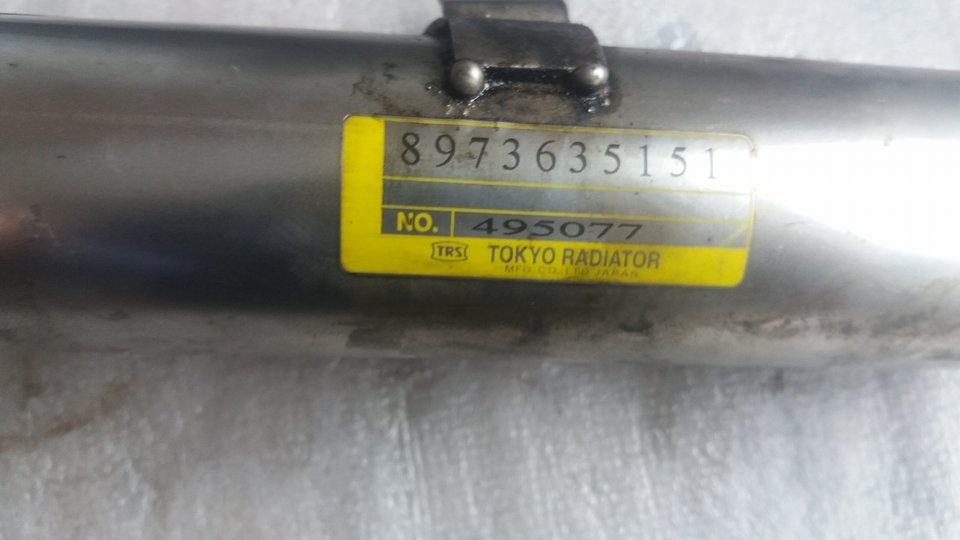 8973635151
NO. 495077
TRS TOKYO RADIATOR
MFG. CO. LTD JAPAN